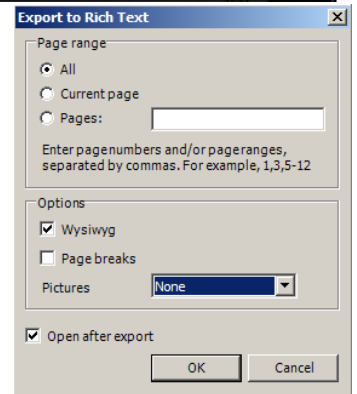 Export to Rich Text
Page range
All
Current page
Pages:
Enter page numbers and/or page ranges,
separated by commas. For example, 1,3,5-12
Options
Wysiwyg
Page breaks
Pictures None
Open after export
OK Cancel